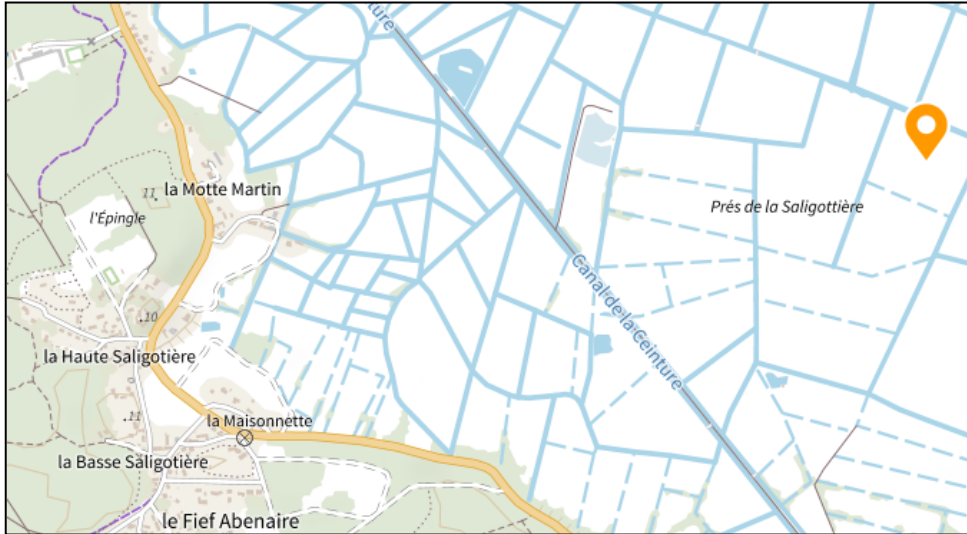 ture
11
la Motte Martin
l'Épingle
Prés de la Saligottière
Canal de la Ceinture
10
la Haute Saligotière
11
la Maisonnette
la Basse Saligotière
le Fief Abenaire